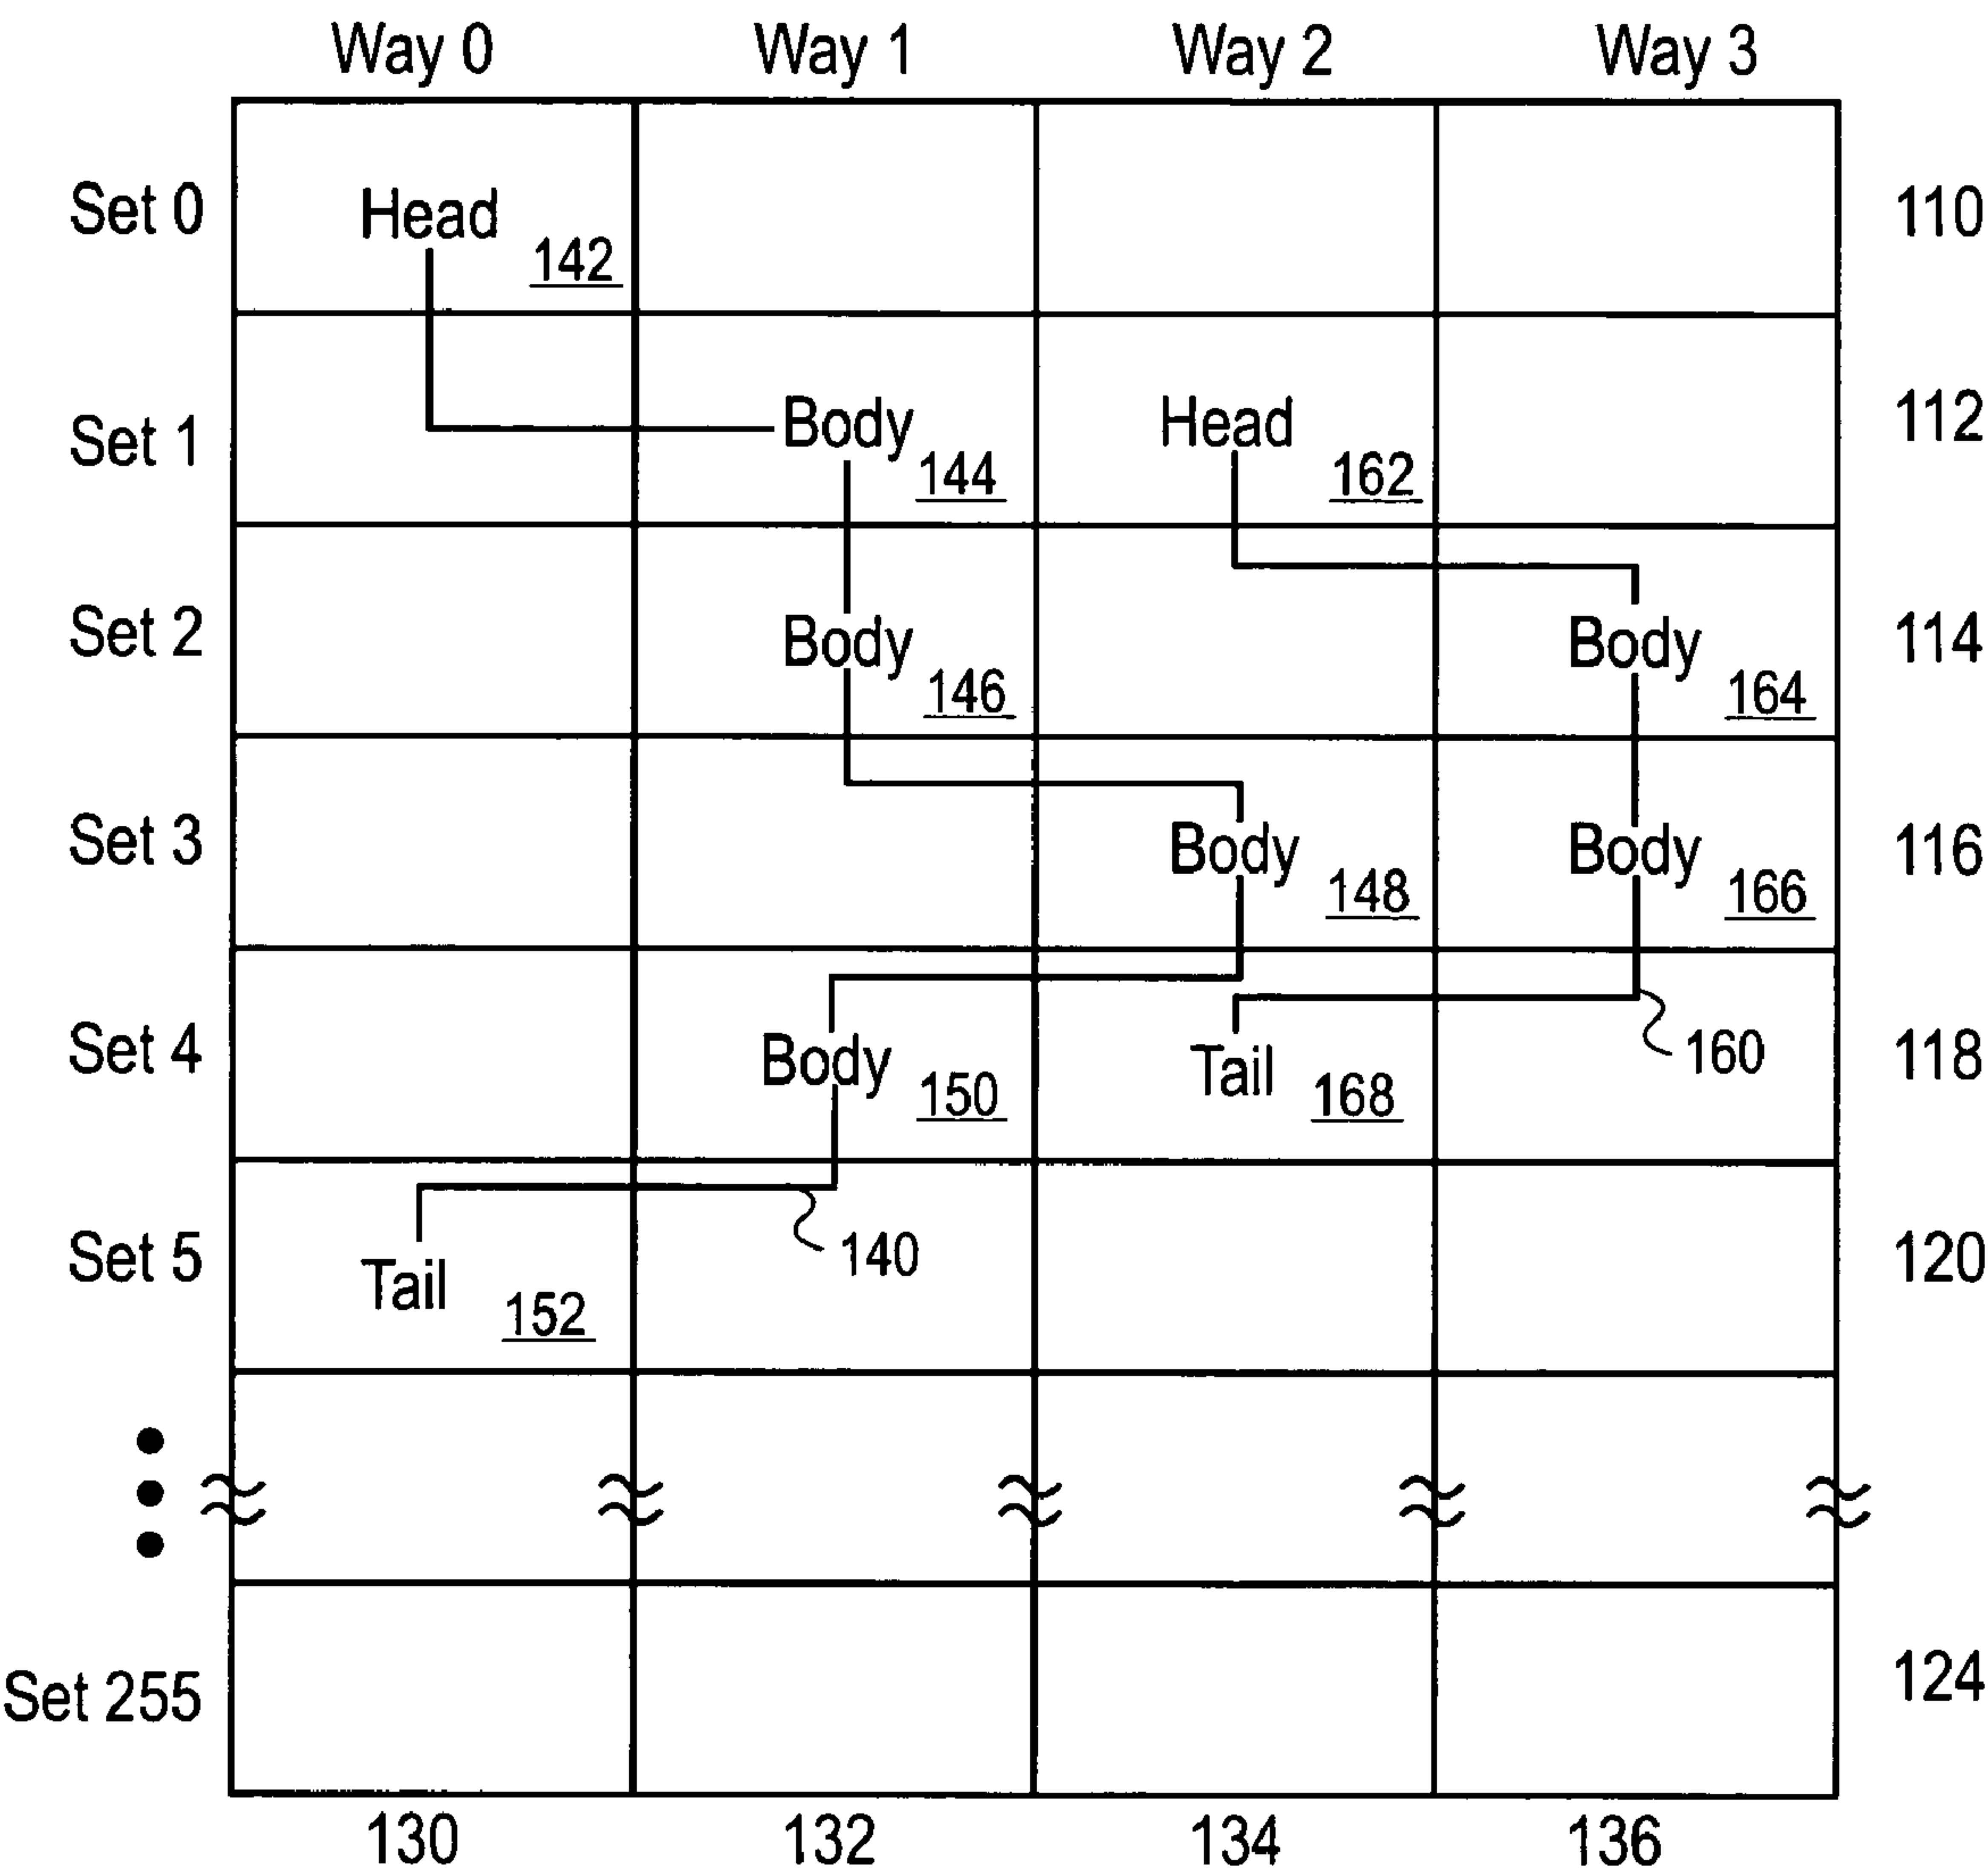 Way 0 Way 1 Way 2 Way 3
Set 0 Head 142 110
Set 1 Body 144 Head 162 112
Set 2 Body 146 Body 164 114
Set 3 Body 148 Body 166 116
Set 4 Body 150 Tail 168 160 118
Set 5 Tail 152 140 120
Set 255 124
130 132 134 136